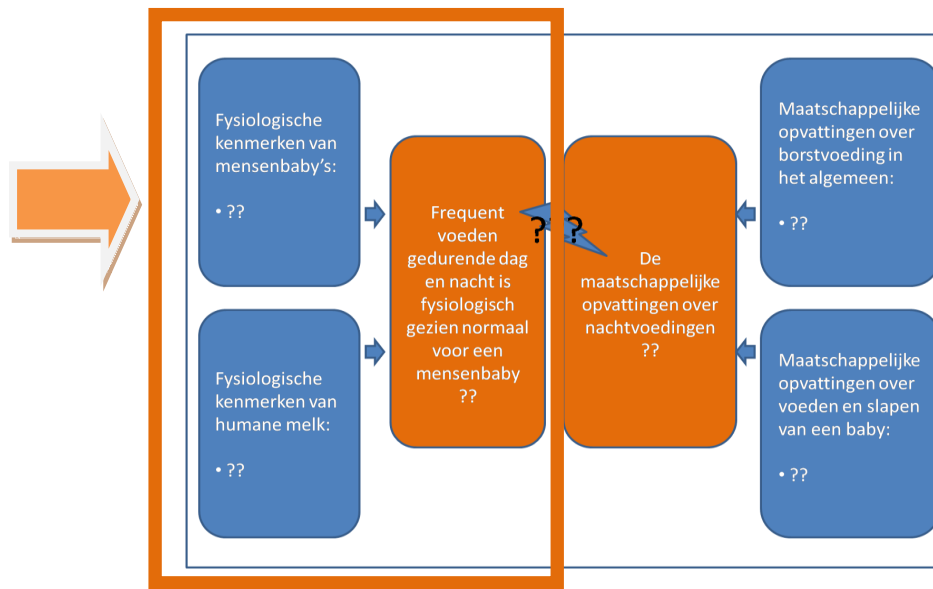 Fysiologische
kenmerken van
mensenbaby's:
• ??
Fysiologische
kenmerken van
humane melk:
• ??
Frequent
voeden
gedurende dag
en nacht is
fysiologisch
gezien normaal
voor een
mensenbaby
??
? ?
De
maatschappelijke
opvattingen over
nachtvoedingen
??
Maatschappelijke
opvattingen over
borstvoeding in
het algemeen:
• ??
Maatschappelijke
opvattingen over
voeden en slapen
van een baby:
• ??